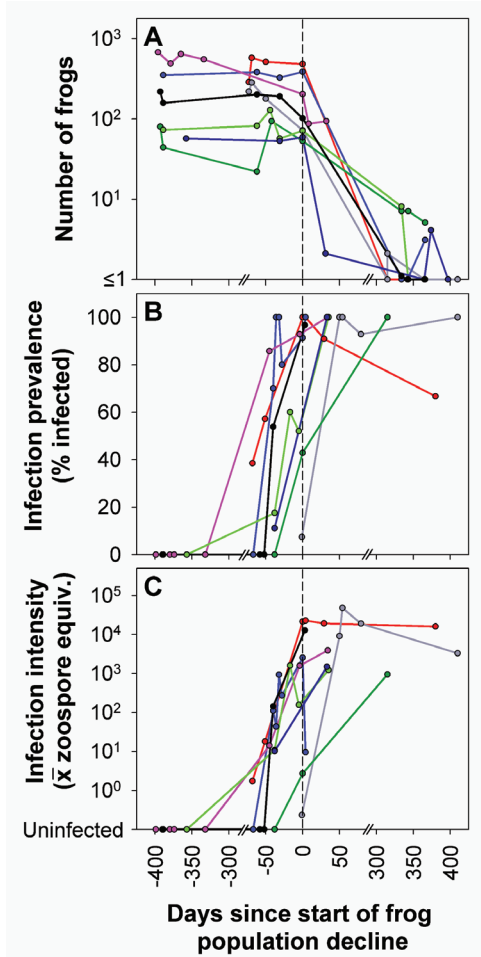 A
Number of frogs
10³
10²
10¹
≤1
B
Infection prevalence
(% infected)
100
80
60
40
20
0
C
Infection intensity
(x̅ zoospore equiv.)
10⁵
10⁴
10³
10²
10¹
10⁰
Uninfected
-400
-350
-300
-50
0
50
300
350
400
Days since start of frog
population decline